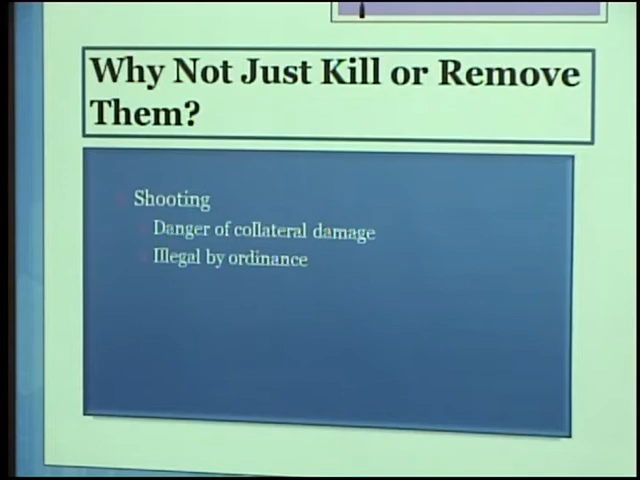 Why Not Just Kill or Remove
Them?
Shooting
Danger of collateral damage
Illegal by ordinance